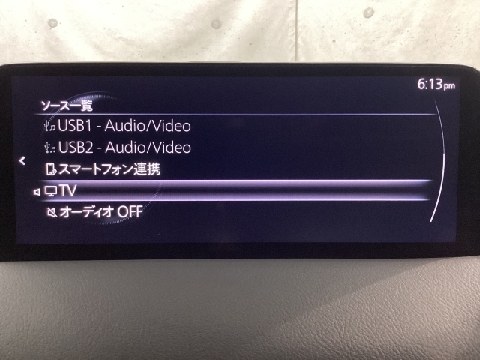 6:13pm
ソース一覧
USB1 - Audio/Video
USB2 - Audio/Video
スマートフォン連携
TV
オーディオ OFF